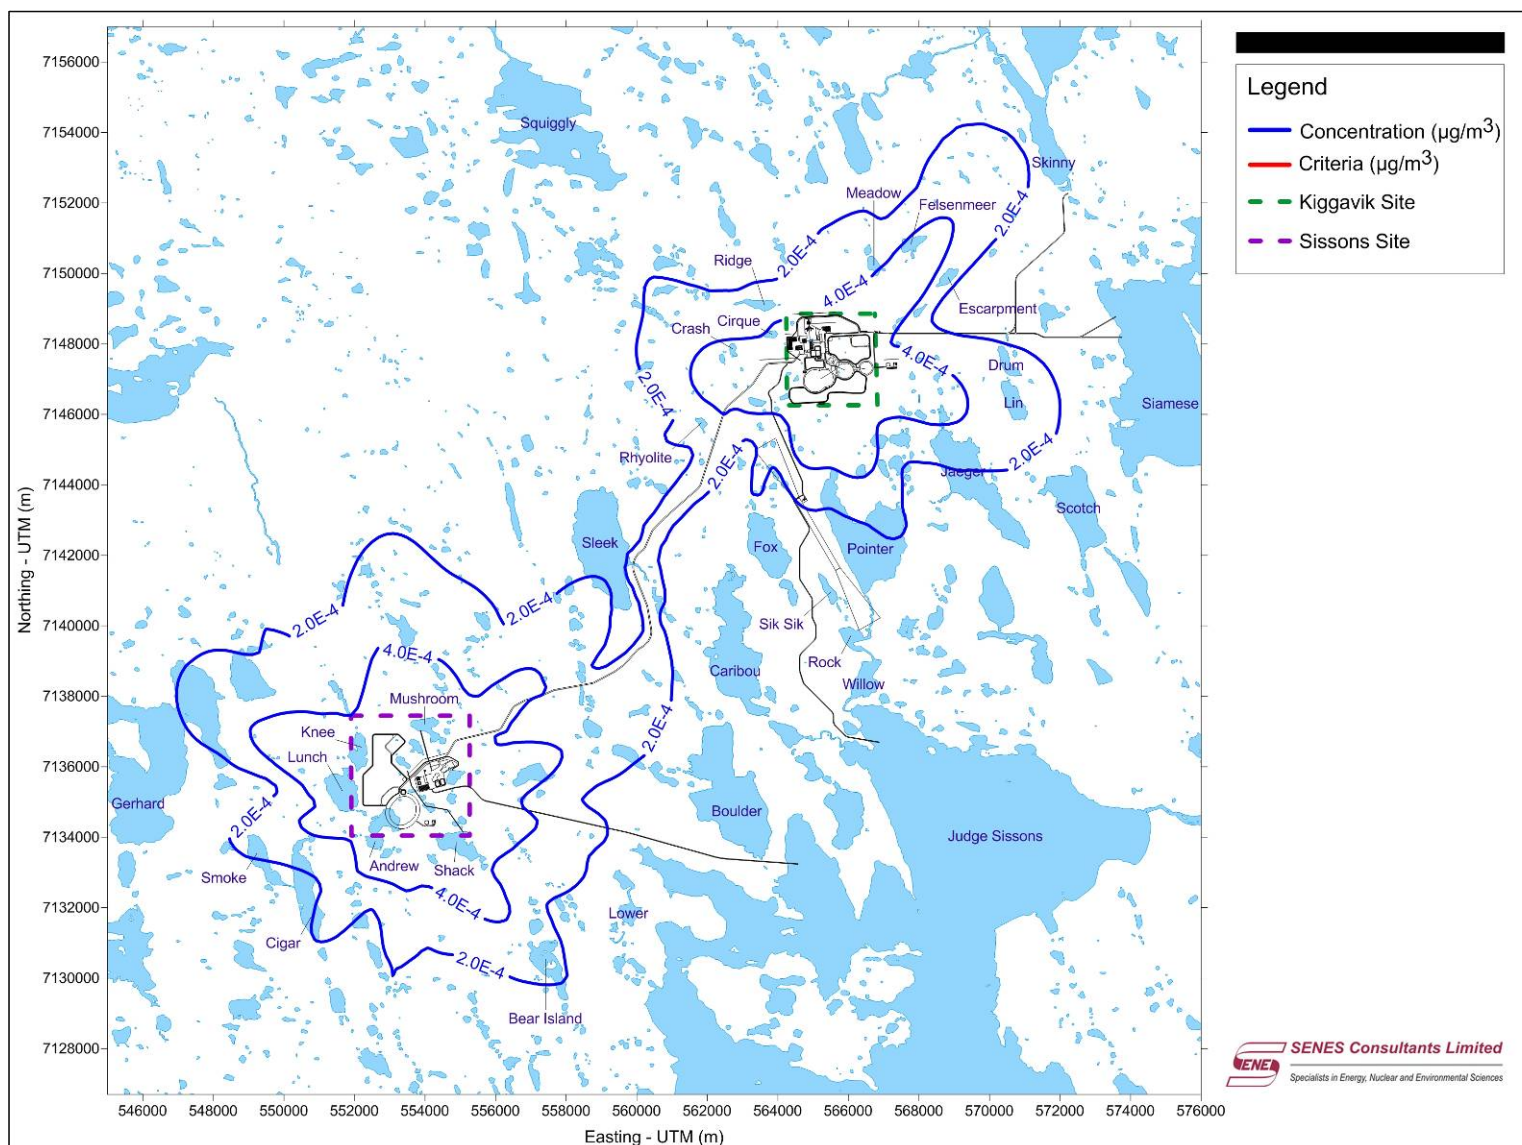 7156000
7154000
7152000
7150000
7148000
7146000
7144000
7142000
7140000
7138000
7136000
7134000
7132000
7130000
7128000
Northing - UTM (m)
546000 548000 550000 552000 554000 556000 558000 560000 562000 564000 566000 568000 570000 572000 574000 576000
Easting - UTM (m)
Squiggly
Skinny
Meadow
Felsenmeer
2.0E-4
2.0E-4
Ridge
4.0E-4
Escarpment
Cirque
Crash
4.0E-4
Drum
2.0E-4
Lin
Siamese
Rhyolite
2.0E-4
2.0E-4
Jaeger
Scotch
Sleek
Fox
Pointer
2.0E-4
2.0E-4
Sik Sik
4.0E-4
Rock
Caribou
Willow
Mushroom
2.0E-4
Knee
Lunch
Gerhard
2.0E-4
Boulder
Judge Sissons
Andrew
Shack
Smoke
4.0E-4
Lower
Cigar
2.0E-4
Bear Island
Legend
Concentration (µg/m³)
Criteria (µg/m³)
Kiggavik Site
Sissons Site
SENES
SENES Consultants Limited
Specialists in Energy, Nuclear and Environmental Sciences